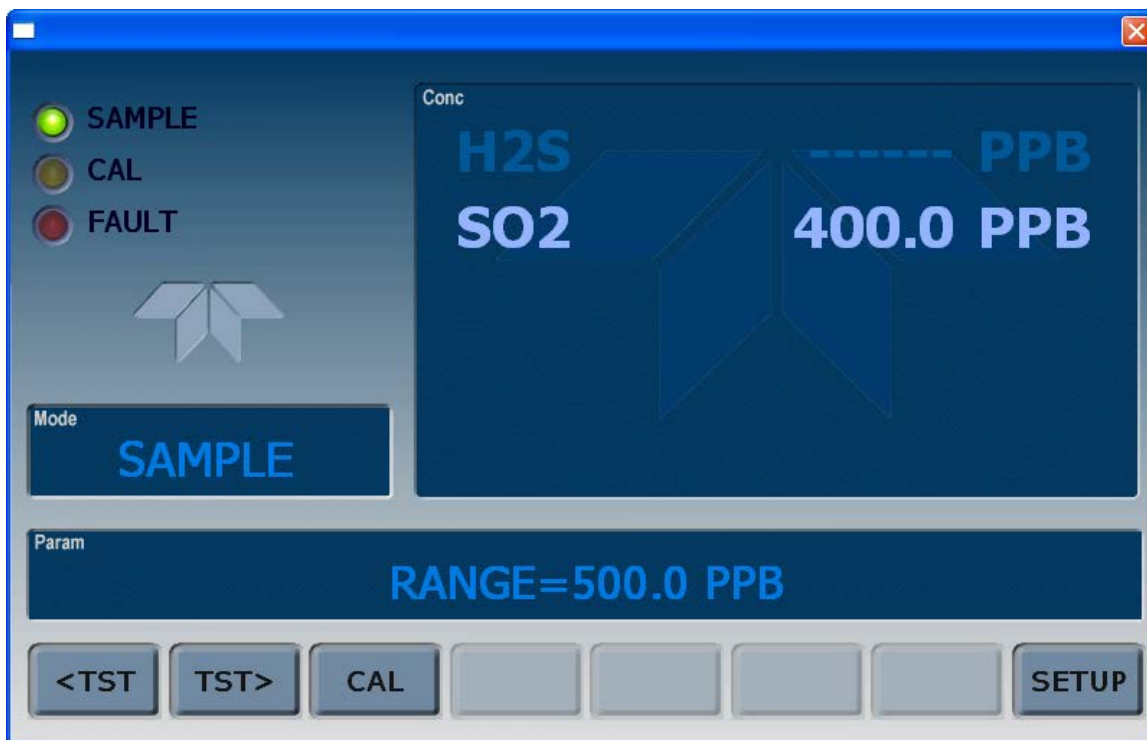 SAMPLE
CAL
FAULT
Conc
H2S ------ PPB
SO2 400.0 PPB
Mode
SAMPLE
Param
RANGE=500.0 PPB
<TST TST> CAL SETUP